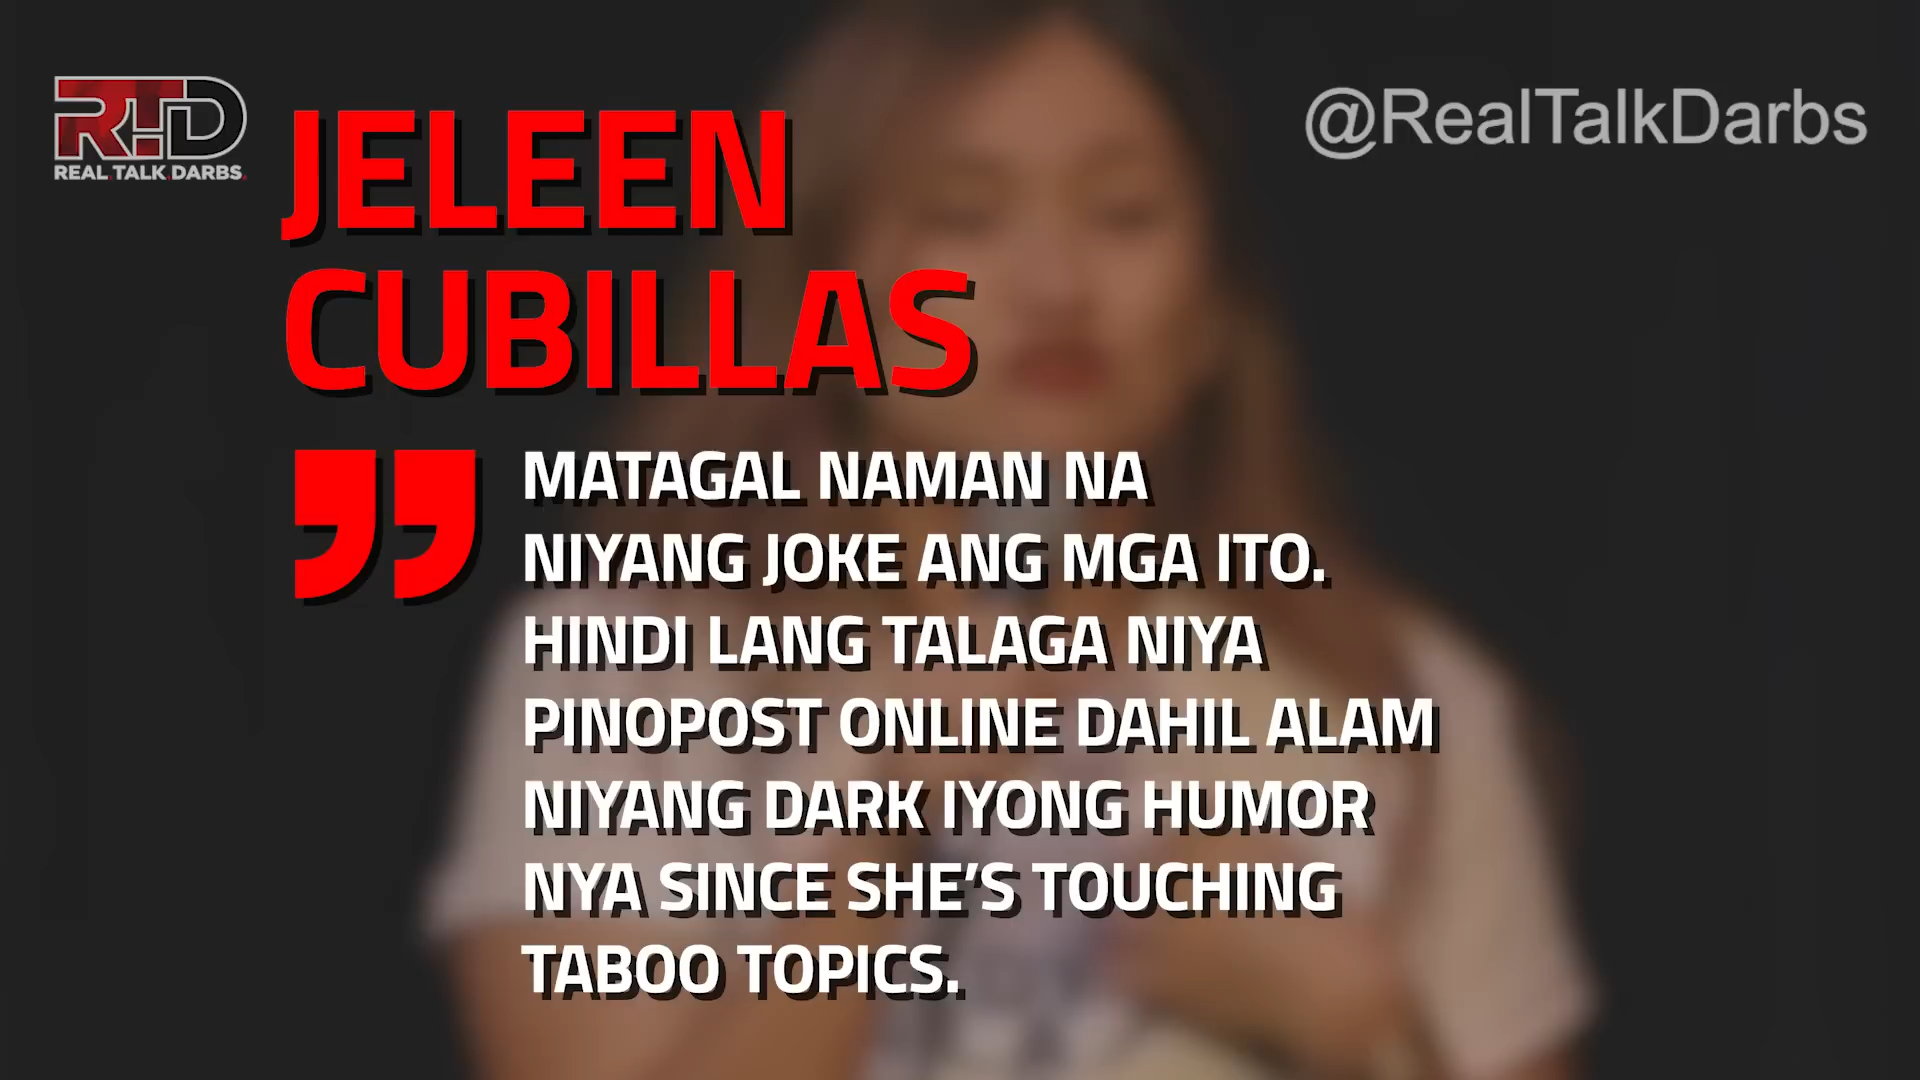 RTD
REAL.TALK.DARBS.
@RealTalkDarbs
JELEEN
CUBILLAS
”
MATAGAL NAMAN NA
NIYANG JOKE ANG MGA ITO.
HINDI LANG TALAGA NIYA
PINOPOST ONLINE DAHIL ALAM
NIYANG DARK IYONG HUMOR
NYA SINCE SHE’S TOUCHING
TABOO TOPICS.